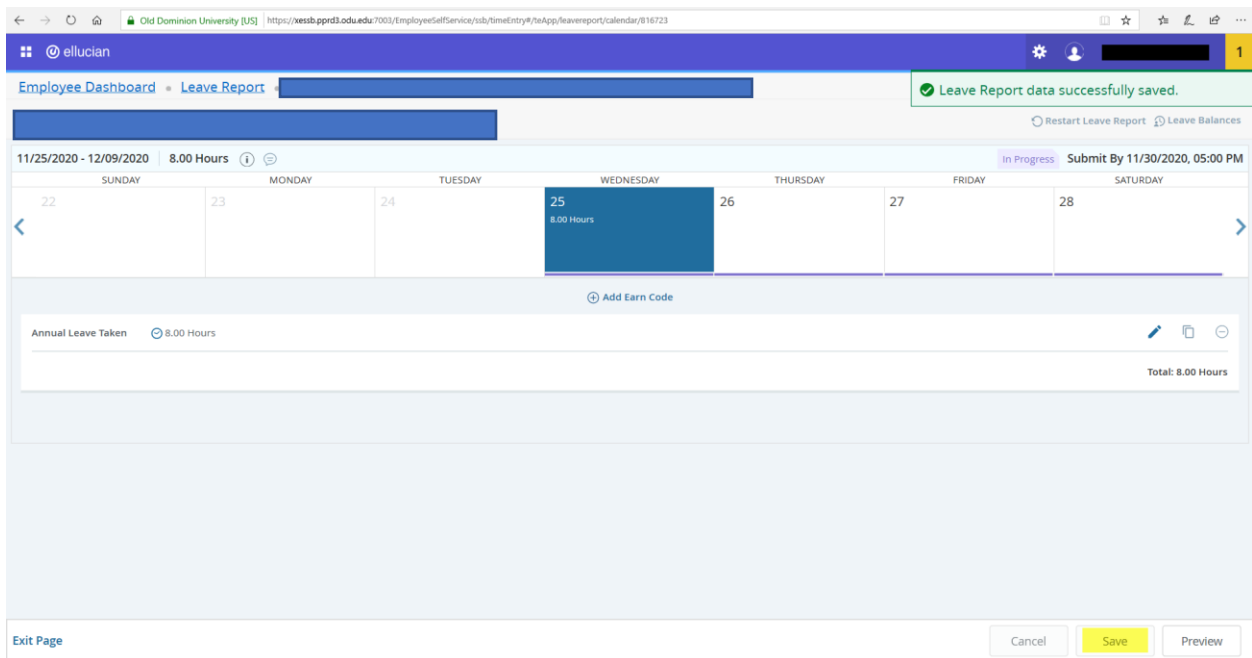 Old Dominion University [US] https://xessb.pprd3.odu.edu:7003/EmployeeSelfService/ssb/timeEntry#/teApp/leavereport/calendar/816723
ellucian 1
Employee Dashboard • Leave Report •
Leave Report data successfully saved.
Restart Leave Report Leave Balances
11/25/2020 - 12/09/2020 8.00 Hours In Progress Submit By 11/30/2020, 05:00 PM
SUNDAY MONDAY TUESDAY WEDNESDAY THURSDAY FRIDAY SATURDAY
22 23 24 25 26 27 28
8.00 Hours
Add Earn Code
Annual Leave Taken 8.00 Hours
Total: 8.00 Hours
Exit Page Cancel Save Preview